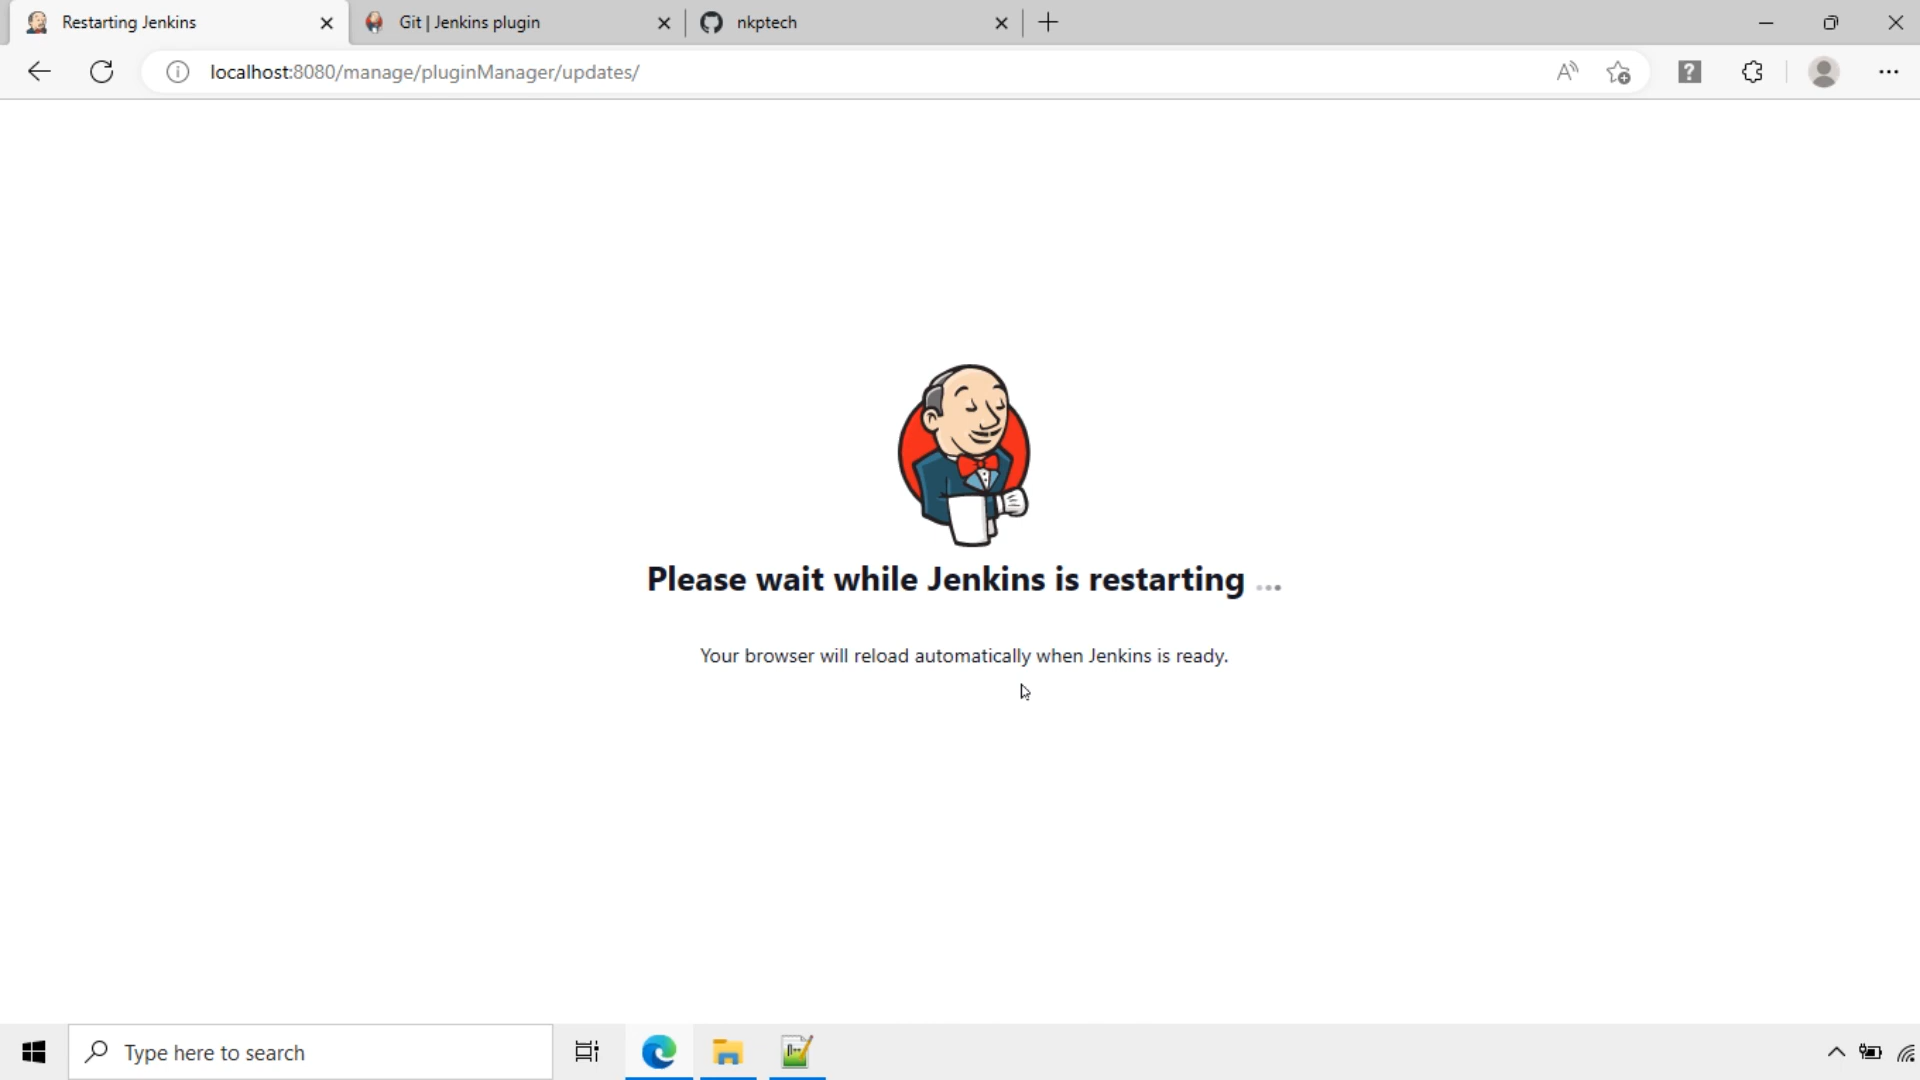 Restarting Jenkins
Git | Jenkins plugin
nkptech
localhost:8080/manage/pluginManager/updates/
Please wait while Jenkins is restarting ...
Your browser will reload automatically when Jenkins is ready.
Type here to search